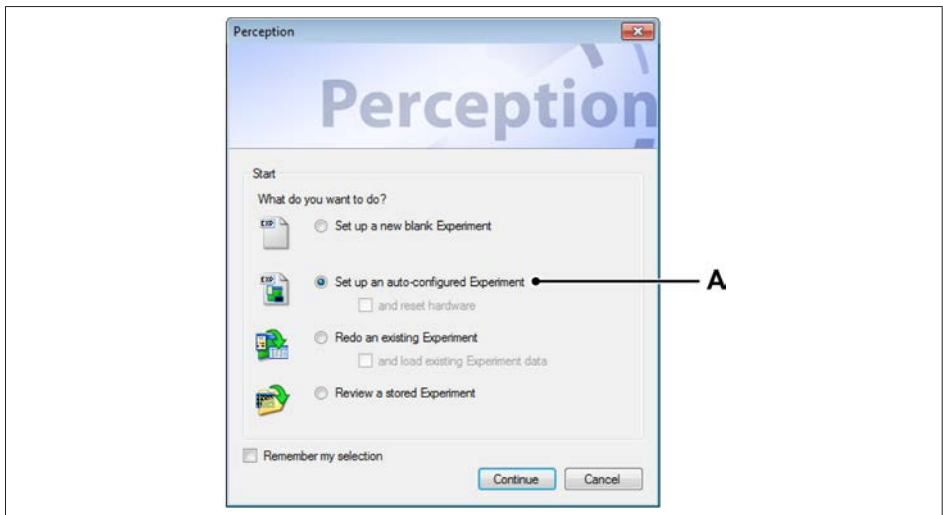 Perception
Perception
Start
What do you want to do?
EXP
Set up a new blank Experiment
EXP
Set up an auto-configured Experiment
A
and reset hardware
Redo an existing Experiment
and load existing Experiment data
Review a stored Experiment
Remember my selection
Continue
Cancel